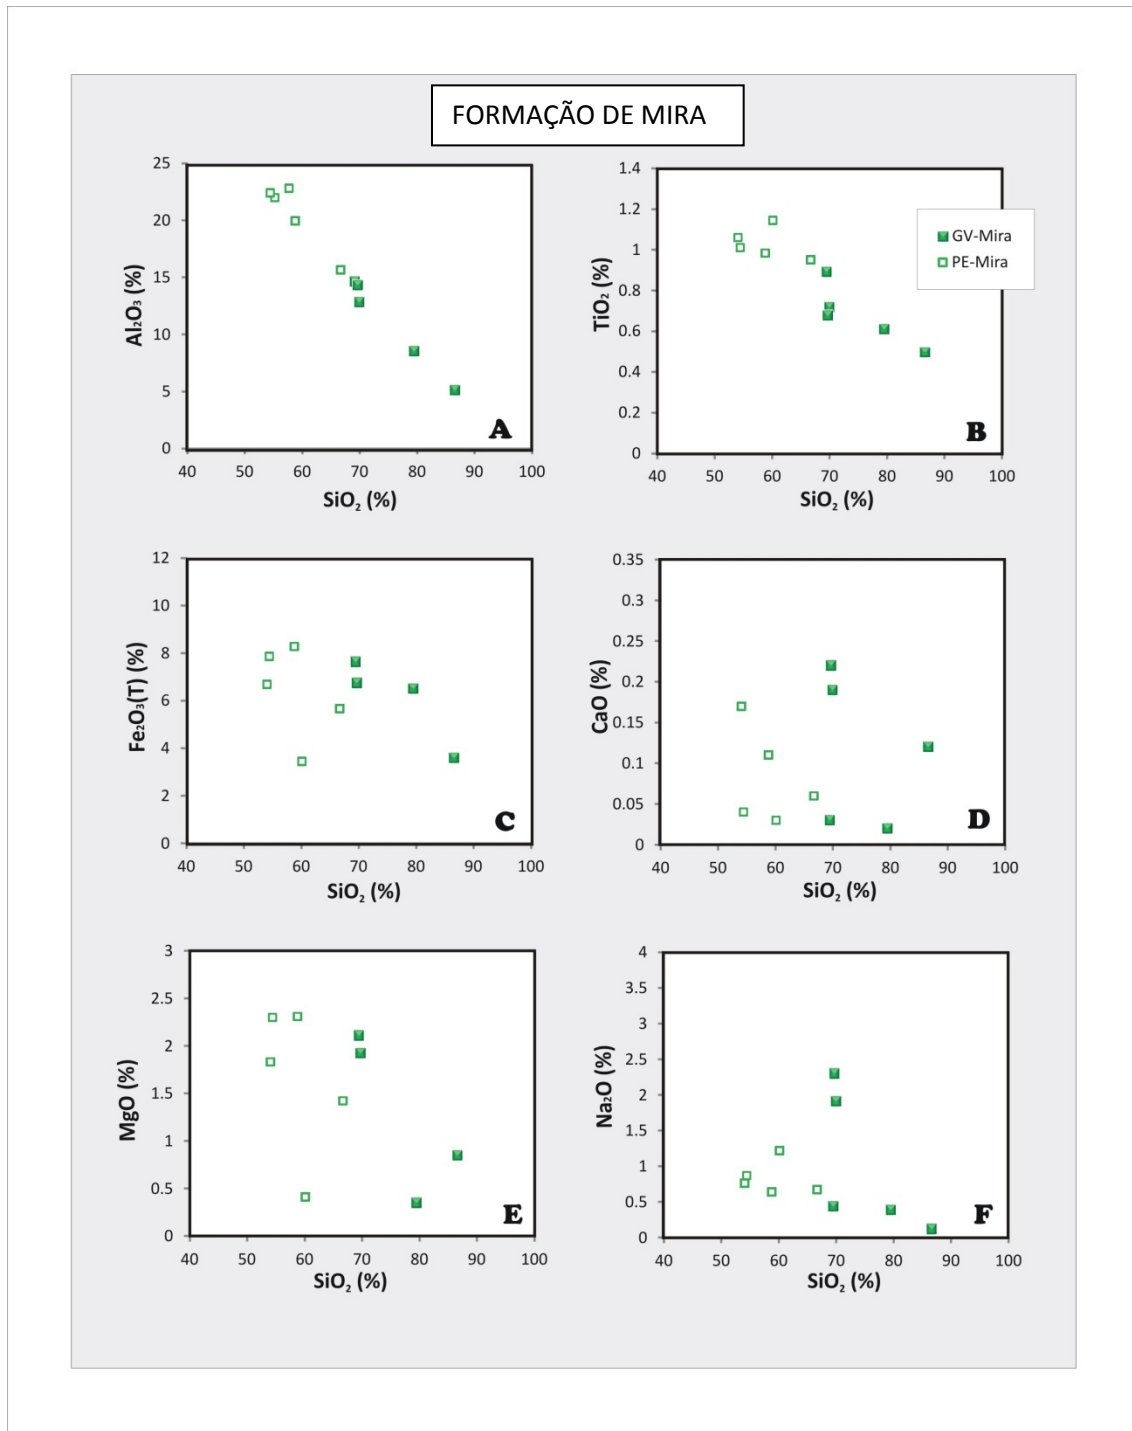 FORMAÇÃO DE MIRA
25
20
15
10
5
0
Al₂O₃ (%)
A
40 50 60 70 80 90 100
SiO₂ (%)
1.4
1.2
1
0.8
0.6
0.4
0.2
0
TiO₂ (%)
GV-Mira
PE-Mira
B
40 50 60 70 80 90 100
SiO₂ (%)
12
10
8
6
4
2
0
Fe₂O₃(T) (%)
C
40 50 60 70 80 90 100
SiO₂ (%)
0.35
0.3
0.25
0.2
0.15
0.1
0.05
0
CaO (%)
D
40 50 60 70 80 90 100
SiO₂ (%)
3
2.5
2
1.5
1
0.5
0
MgO (%)
E
40 50 60 70 80 90 100
SiO₂ (%)
4
3.5
3
2.5
2
1.5
1
0.5
0
Na₂O (%)
F
40 50 60 70 80 90 100
SiO₂ (%)